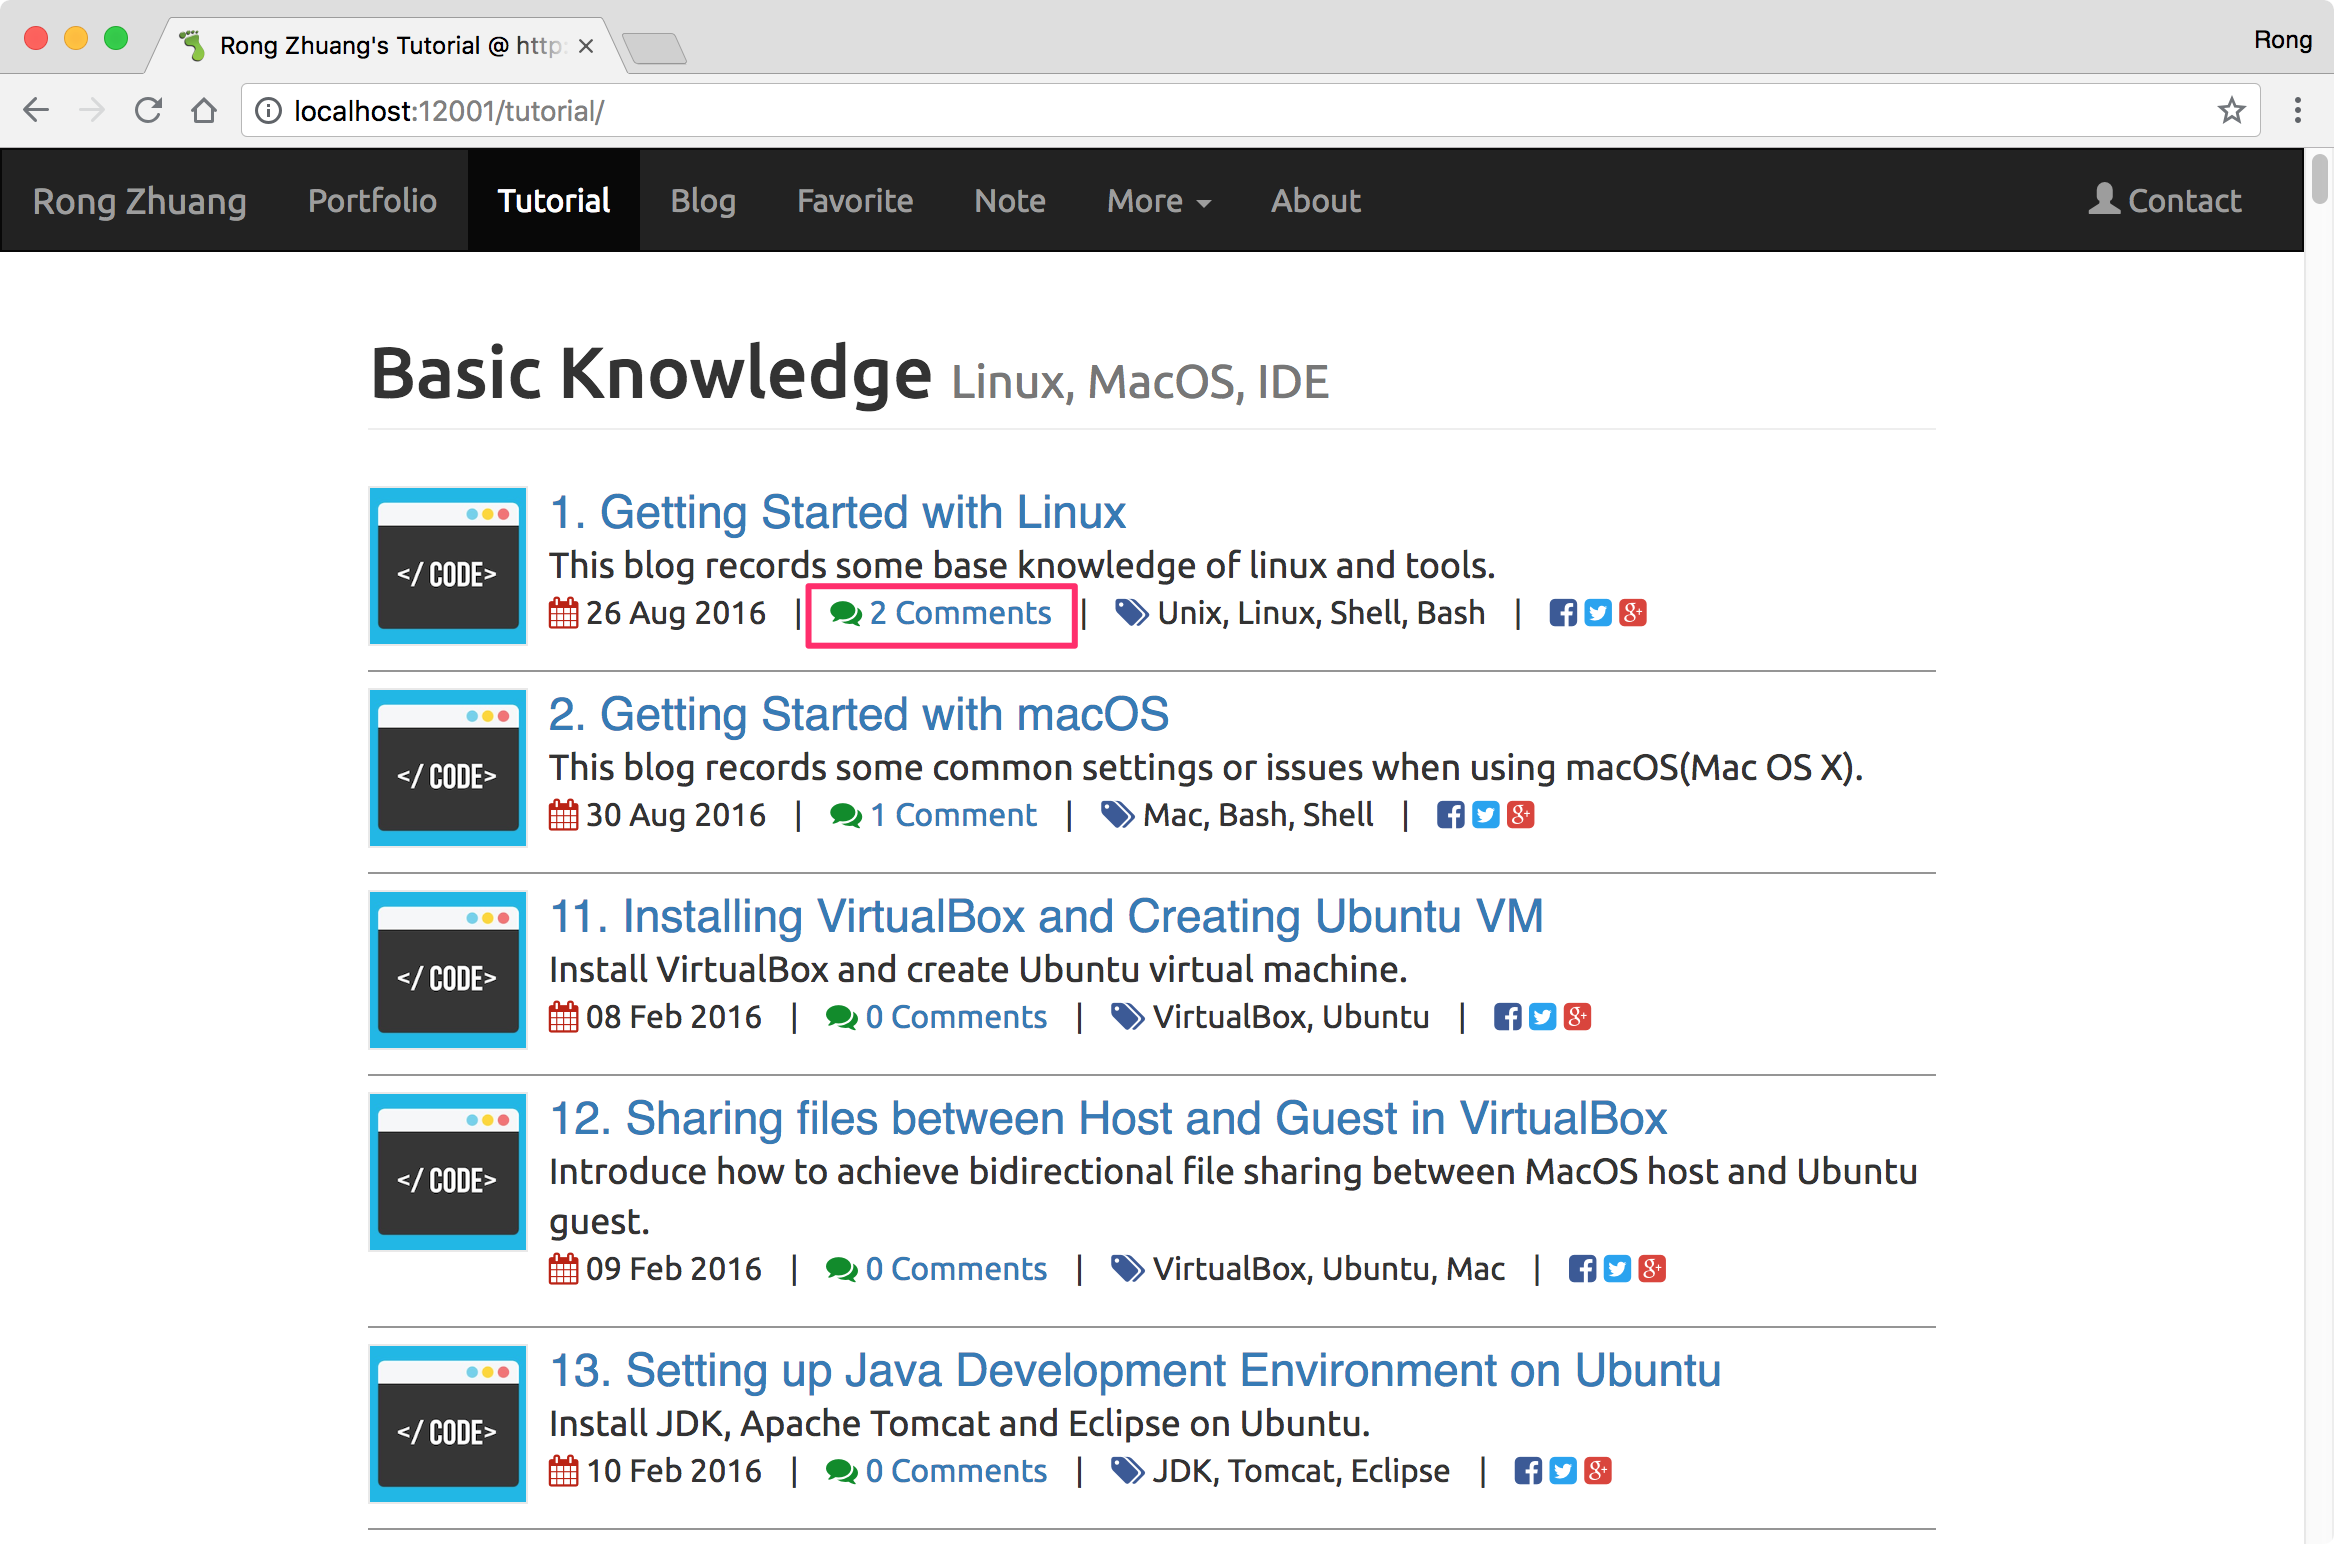 Rong Zhuang's Tutorial @ http:
Rong
localhost:12001/tutorial/
Rong Zhuang Portfolio Tutorial Blog Favorite Note More About Contact
Basic Knowledge Linux, MacOS, IDE
</ CODE>
1. Getting Started with Linux
This blog records some base knowledge of linux and tools.
26 Aug 2016 | 2 Comments | Unix, Linux, Shell, Bash |
</ CODE>
2. Getting Started with macOS
This blog records some common settings or issues when using macOS(Mac OS X).
30 Aug 2016 | 1 Comment | Mac, Bash, Shell |
</ CODE>
11. Installing VirtualBox and Creating Ubuntu VM
Install VirtualBox and create Ubuntu virtual machine.
08 Feb 2016 | 0 Comments | VirtualBox, Ubuntu |
</ CODE>
12. Sharing files between Host and Guest in VirtualBox
Introduce how to achieve bidirectional file sharing between MacOS host and Ubuntu
guest.
09 Feb 2016 | 0 Comments | VirtualBox, Ubuntu, Mac |
</ CODE>
13. Setting up Java Development Environment on Ubuntu
Install JDK, Apache Tomcat and Eclipse on Ubuntu.
10 Feb 2016 | 0 Comments | JDK, Tomcat, Eclipse |